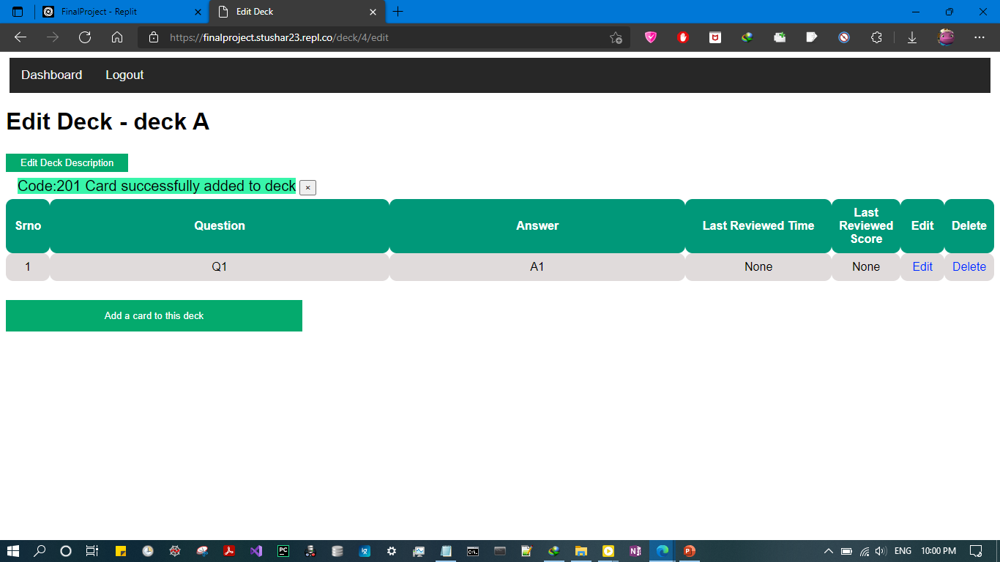 FinalProject - Replit
Edit Deck
https://finalproject.stushar23.repl.co/deck/4/edit
Dashboard Logout
Edit Deck - deck A
Edit Deck Description
Code:201 Card successfully added to deck ×
Srno Question Answer Last Reviewed Time Last Reviewed Score Edit Delete
1 Q1 A1 None None Edit Delete
Add a card to this deck
PC
ENG 10:00 PM